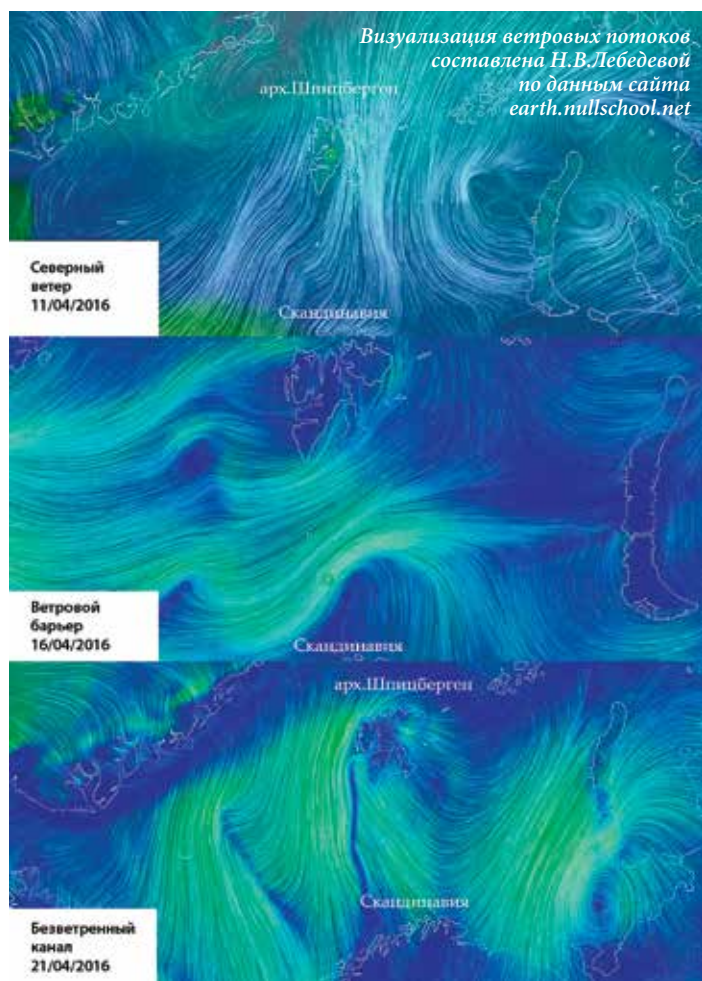 Визуализация ветровых потоков
составлена Н.В.Лебедевой
по данным сайта
earth.nullschool.net
арх.Шпицберген
Северный
ветер
11/04/2016
Скандинавия
Ветровой
барьер
16/04/2016
Скандинавия
арх.Шпицберген
Скандинавия
Безветренный
канал
21/04/2016